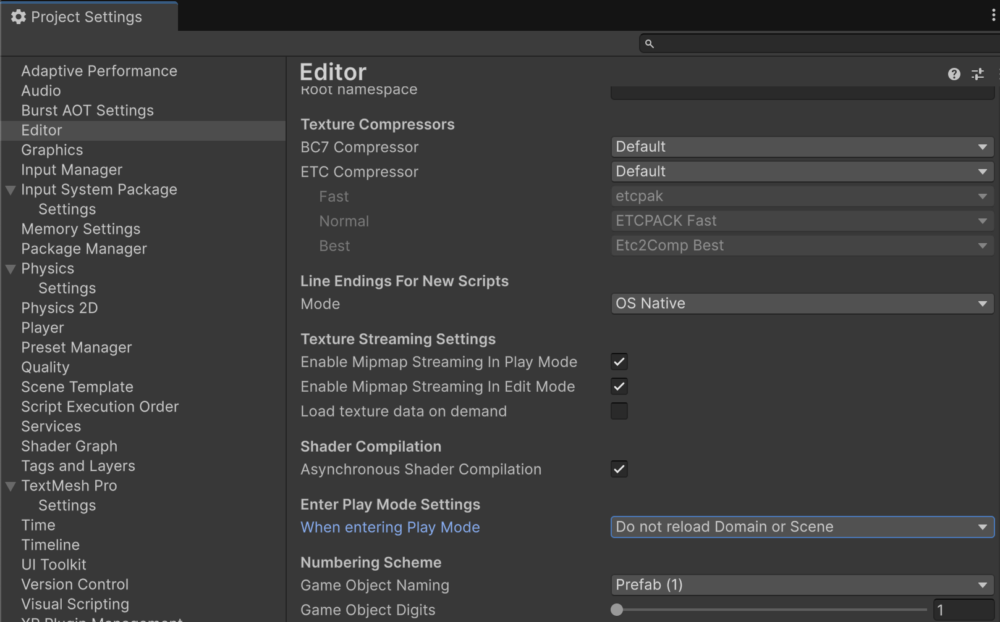 Project Settings
Adaptive Performance
Audio
Burst AOT Settings
Editor
Graphics
Input Manager
Input System Package
Settings
Memory Settings
Package Manager
Physics
Settings
Physics 2D
Player
Preset Manager
Quality
Scene Template
Script Execution Order
Services
Shader Graph
Tags and Layers
TextMesh Pro
Settings
Time
Timeline
UI Toolkit
Version Control
Visual Scripting
XR Plugin Management
Editor
Root namespace
Texture Compressors
BC7 Compressor Default
ETC Compressor Default
Fast etcpak
Normal ETCPACK Fast
Best Etc2Comp Best
Line Endings For New Scripts
Mode OS Native
Texture Streaming Settings
Enable Mipmap Streaming In Play Mode
Enable Mipmap Streaming In Edit Mode
Load texture data on demand
Shader Compilation
Asynchronous Shader Compilation
Enter Play Mode Settings
When entering Play Mode Do not reload Domain or Scene
Numbering Scheme
Game Object Naming Prefab (1)
Game Object Digits 1